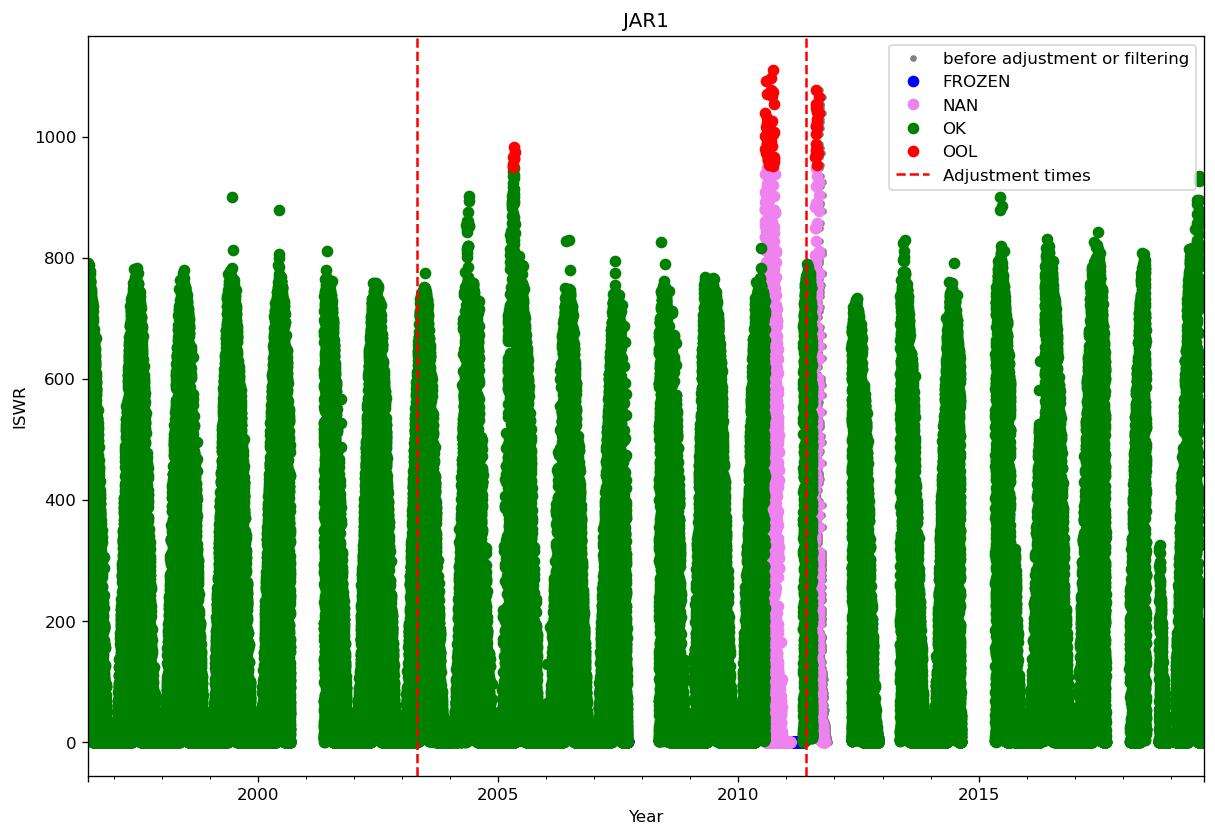 JAR1
before adjustment or filtering
FROZEN
NAN
OK
OOL
Adjustment times
ISWR
1000
800
600
400
200
0
2000 2005 2010 2015
Year